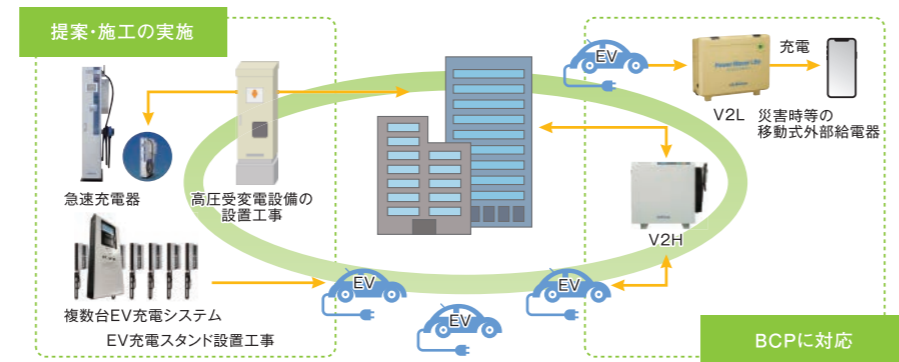 提案・施工の実施
急速充電器
高圧受変電設備の
設置工事
複数台EV充電システム
EV充電スタンド設置工事
EV
EV
EV
EV
充電
V2L
災害時等の
移動式外部給電器
V2H
BCPに対応